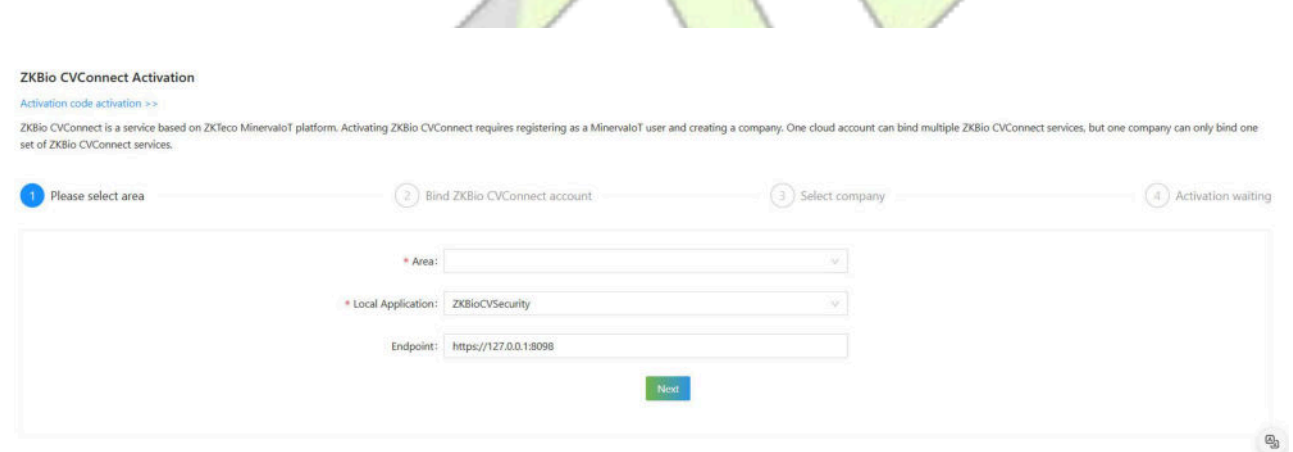 ZKBio CVConnect Activation
Activation code activation >>
ZKBio CVConnect is a service based on ZKTeco MinervaIoT platform. Activating ZKBio CVConnect requires registering as a MinervaIoT user and creating a company. One cloud account can bind multiple ZKBio CVConnect services, but one company can only bind one
set of ZKBio CVConnect services.
1 Please select area 2 Bind ZKBio CVConnect account 3 Select company 4 Activation waiting
* Area:
* Local Application: ZKBioCVSecurity
Endpoint: https://127.0.0.1:8098
Next